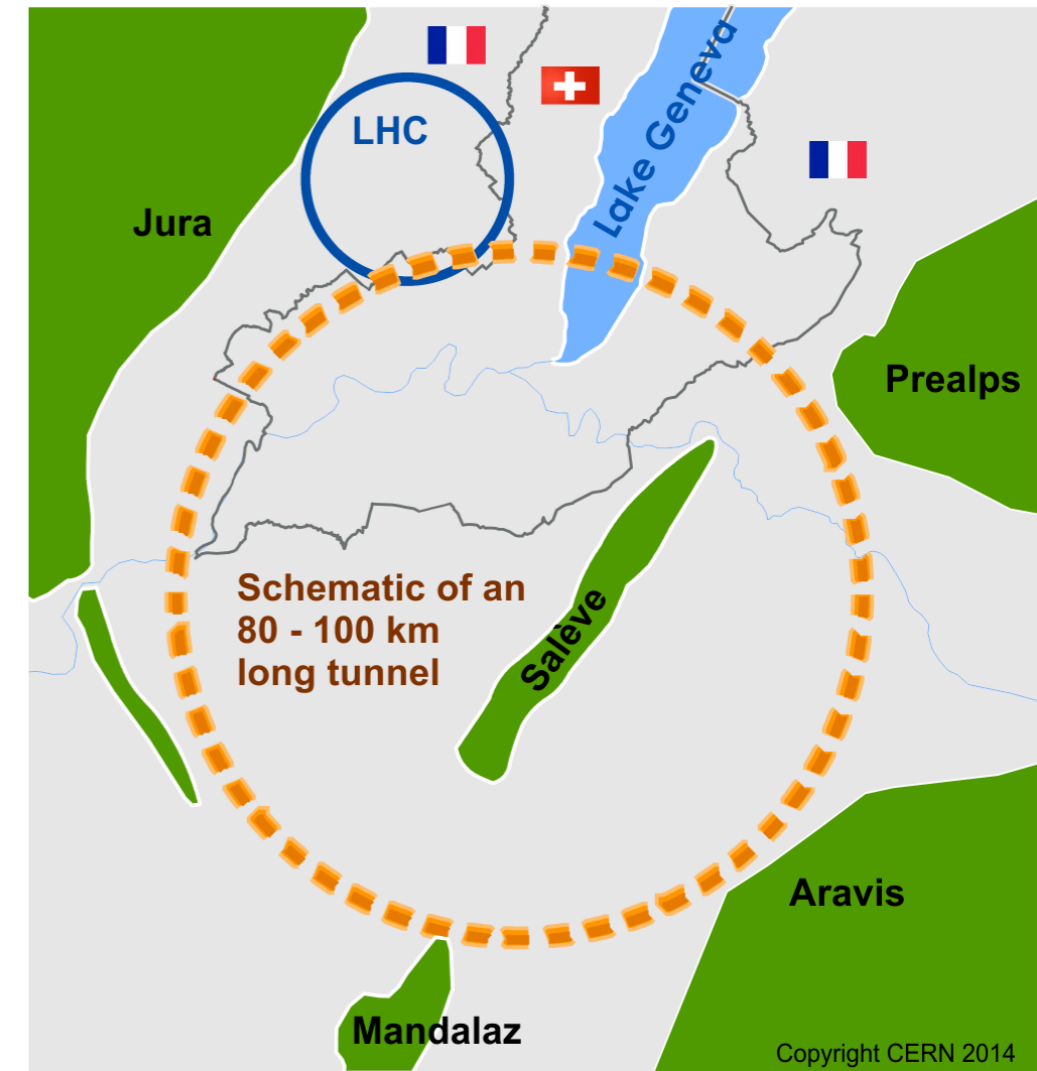 LHC
Lake Geneva
Jura
Prealps
Schematic of an
80 - 100 km
long tunnel
Salève
Aravis
Mandalaz
Copyright CERN 2014